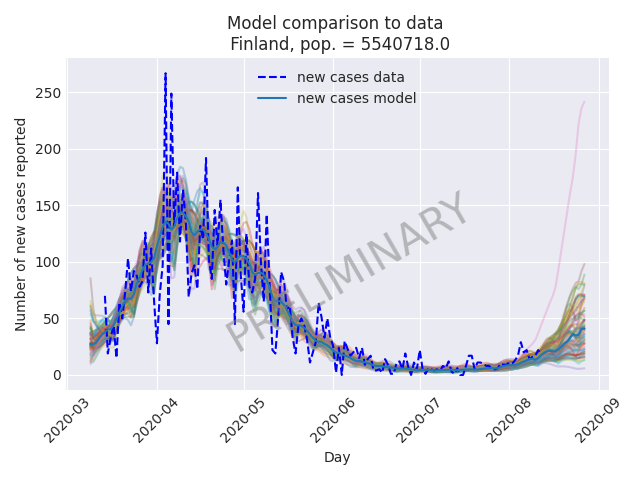 Model comparison to data
Finland, pop. = 5540718.0
new cases data
new cases model
Number of new cases reported
250
200
150
100
50
0
PRELIMINARY
2020-03
2020-04
2020-05
2020-06
2020-07
2020-08
2020-09
Day